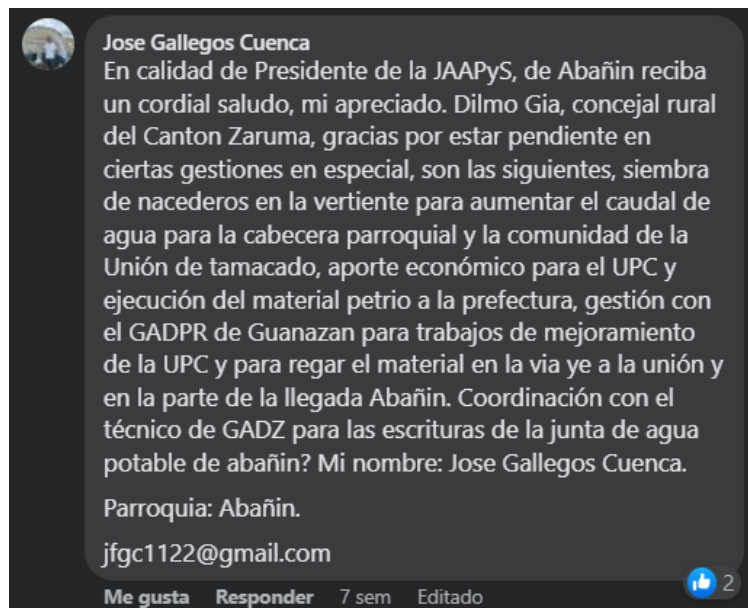 Jose Gallegos Cuenca
En calidad de Presidente de la JAAPyS, de Abañin reciba
un cordial saludo, mi apreciado. Dilmo Gia, concejal rural
del Canton Zaruma, gracias por estar pendiente en
ciertas gestiones en especial, son las siguientes, siembra
de nacederos en la vertiente para aumentar el caudal de
agua para la cabecera parroquial y la comunidad de la
Unión de tamacado, aporte económico para el UPC y
ejecución del material petrio a la prefectura, gestión con
el GADPR de Guanazan para trabajos de mejoramiento
de la UPC y para regar el material en la via ye a la unión y
en la parte de la llegada Abañin. Coordinación con el
técnico de GADZ para las escrituras de la junta de agua
potable de abañin? Mi nombre: Jose Gallegos Cuenca.
Parroquia: Abañin.
jfgc1122@gmail.com
2
Me gusta Responder 7 sem Editado